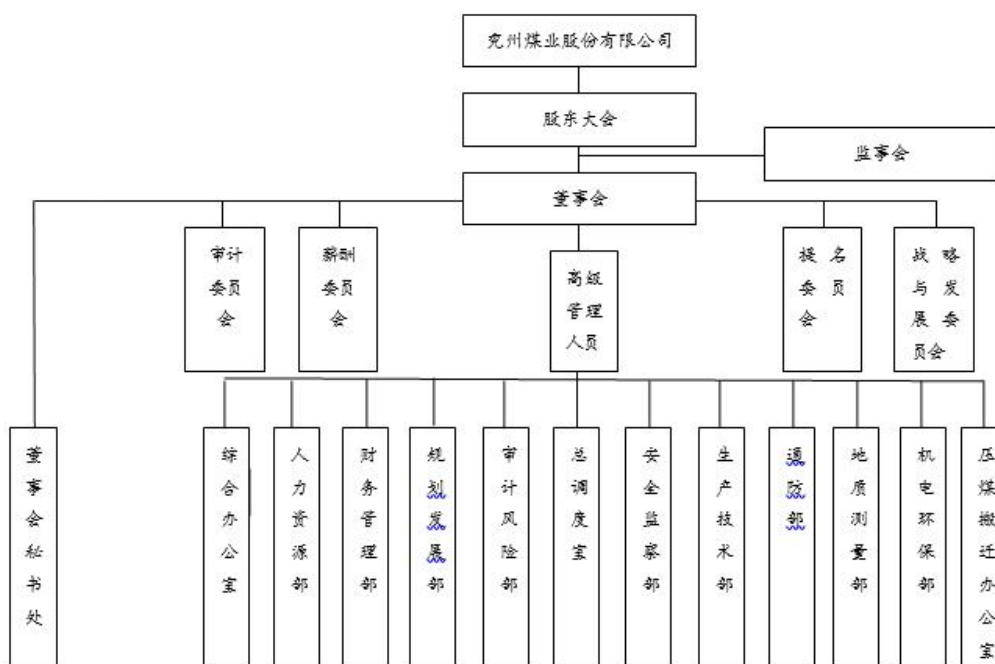 兖州煤业股份有限公司
股东大会
监事会
董事会
审计
委员
会
薪酬
委员
会
高级
管理
人员
提名
委员
会
战略
与发
展委
员会
董事会秘书处
综合办公室
人力资源部
财务管理部
规划发展部
审计风险部
总调度室
安全监察部
生产技术部
通防部
地质测量部
机电环保部
压煤搬迁办公室